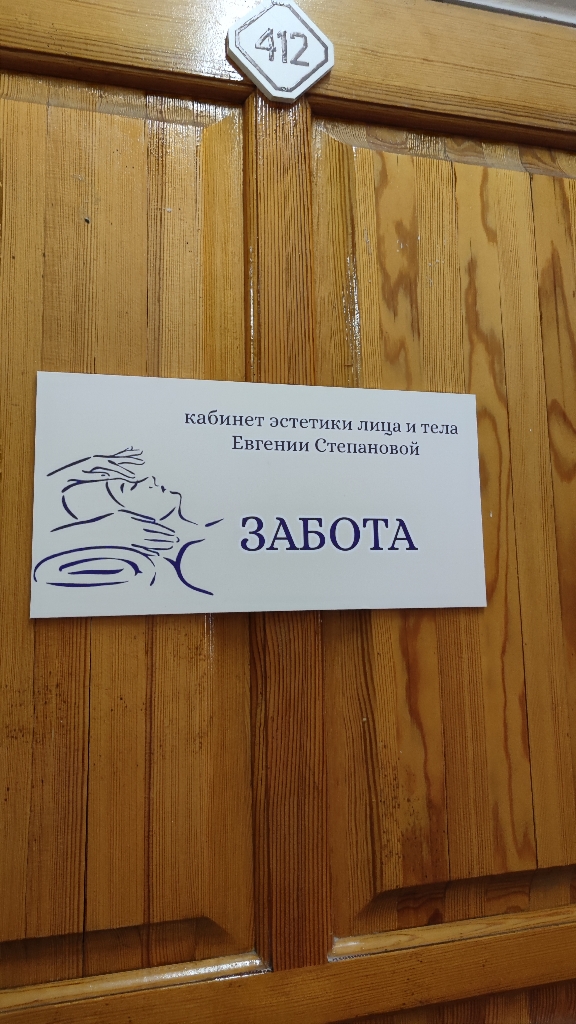 412
кабинет эстетики лица и тела
Евгении Степановой
ЗАБОТА